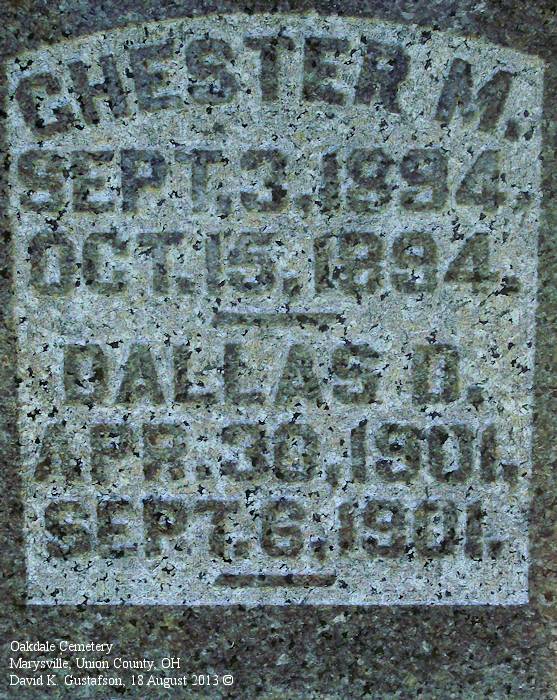 CHESTER M.
SEPT. 3, 1894.
OCT. 15, 1894.
DALLAS D.
APR. 30, 1901.
SEPT. 6, 1901.
Oakdale Cemetery
Marysville, Union County, OH
David K. Gustafson, 18 August 2013 ©